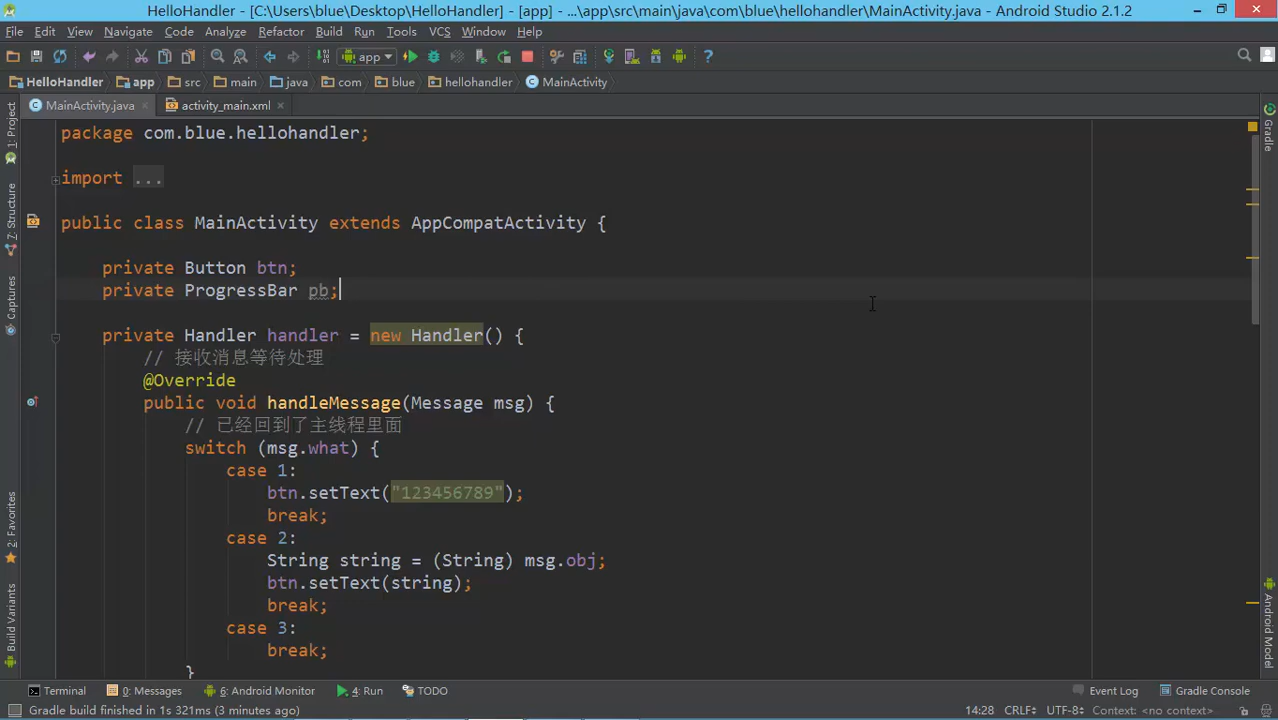 HelloHandler - [C:\Users\blue\Desktop\HelloHandler] - [app] - ...\app\src\main\java\com\blue\hellohandler\MainActivity.java - Android Studio 2.1.2
File Edit View Navigate Code Analyze Refactor Build Run Tools VCS Window Help
app
HelloHandler app src main java com blue hellohandler MainActivity
MainActivity.java activity_main.xml
1: Project
7: Structure
Captures
2: Favorites
Build Variants
Gradle
Android Model
package com.blue.hellohandler;
import ...
public class MainActivity extends AppCompatActivity {
private Button btn;
private ProgressBar pb;
private Handler handler = new Handler() {
// 接收消息等待处理
@Override
public void handleMessage(Message msg) {
// 已经回到了主线程里面
switch (msg.what) {
case 1:
btn.setText("123456789");
break;
case 2:
String string = (String) msg.obj;
btn.setText(string);
break;
case 3:
break;
}
Terminal 0: Messages 6: Android Monitor 4: Run TODO Event Log Gradle Console
Gradle build finished in 1s 321ms (3 minutes ago) 14:28 CRLF UTF-8 Context: <no context>